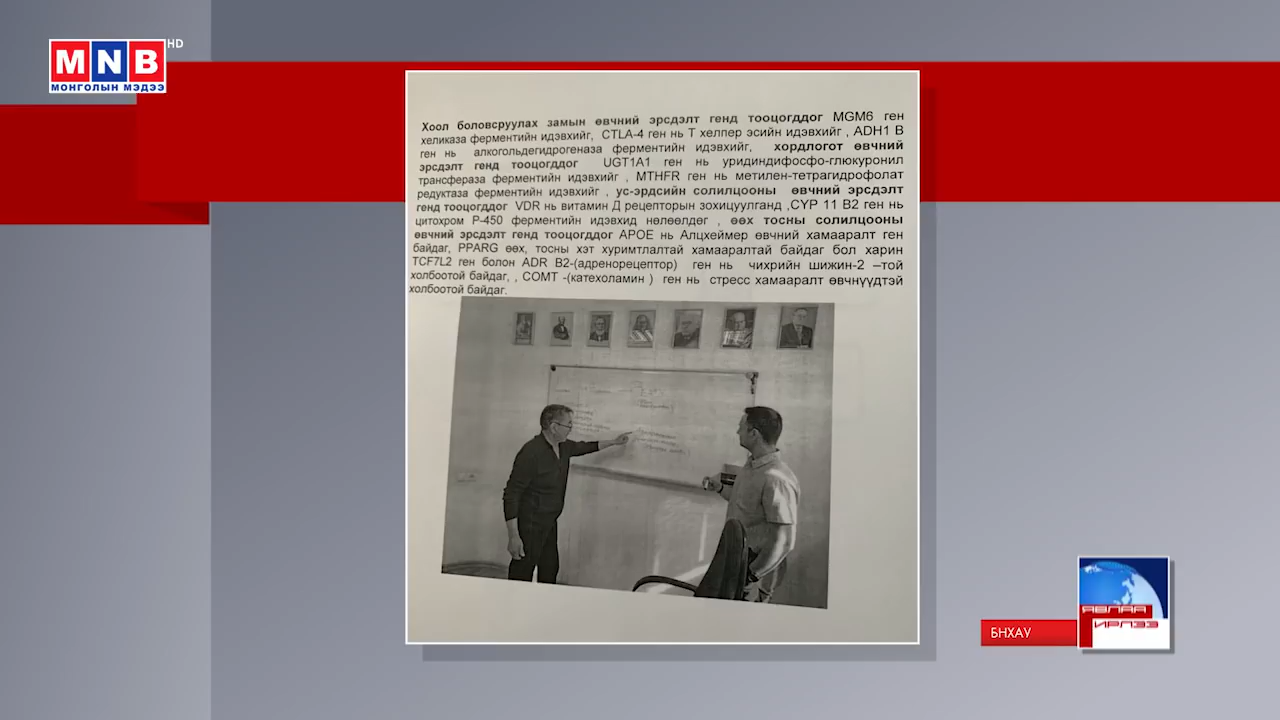 MNB HD
МОНГОЛЫН МЭДЭЭ
Хоол боловсруулах замын өвчний эрсдэлт генд тооцогддог MGM6 ген
хеликаза ферментийн идэвхийг, CTLA-4 ген нь Т хелпер эсийн идэвхийг , ADH1 B
ген нь алкогольдегидрогеназа ферментийн идэвхийг, хордлогот өвчний
эрсдэлт генд тооцогддог UGT1A1 ген нь уридиндифосфо-глюкуронил
трансфераза ферментийн идэвхийг , MTHFR ген нь метилен-тетрагидрофолат
редуктаза ферментийн идэвхийг , ус-эрдсийн солилцооны өвчний эрсдэлт
генд тооцогддог VDR нь витамин Д рецепторын зохицуулганд ,CYP 11 B2 ген нь
цитохром Р-450 ферментийн идэвхид нөлөөлдөг , өөх тосны солилцооны
өвчний эрсдэлт генд тооцогддог APOE нь Алцхеймер өвчний хамааралт ген
байдаг, PPARG өөх, тосны хэт хуримтлалтай хамааралтай байдаг бол харин
TCF7L2 ген болон ADR B2-(адренорецептор) ген нь чихрийн шижин-2 –той
холбоотой байдаг, , COMT -(катехоламин ) ген нь стресс хамааралт өвчнүүдтэй
холбоотой байдаг.
БНХАУ
ЯВЛАА
ИРЛЭЭ